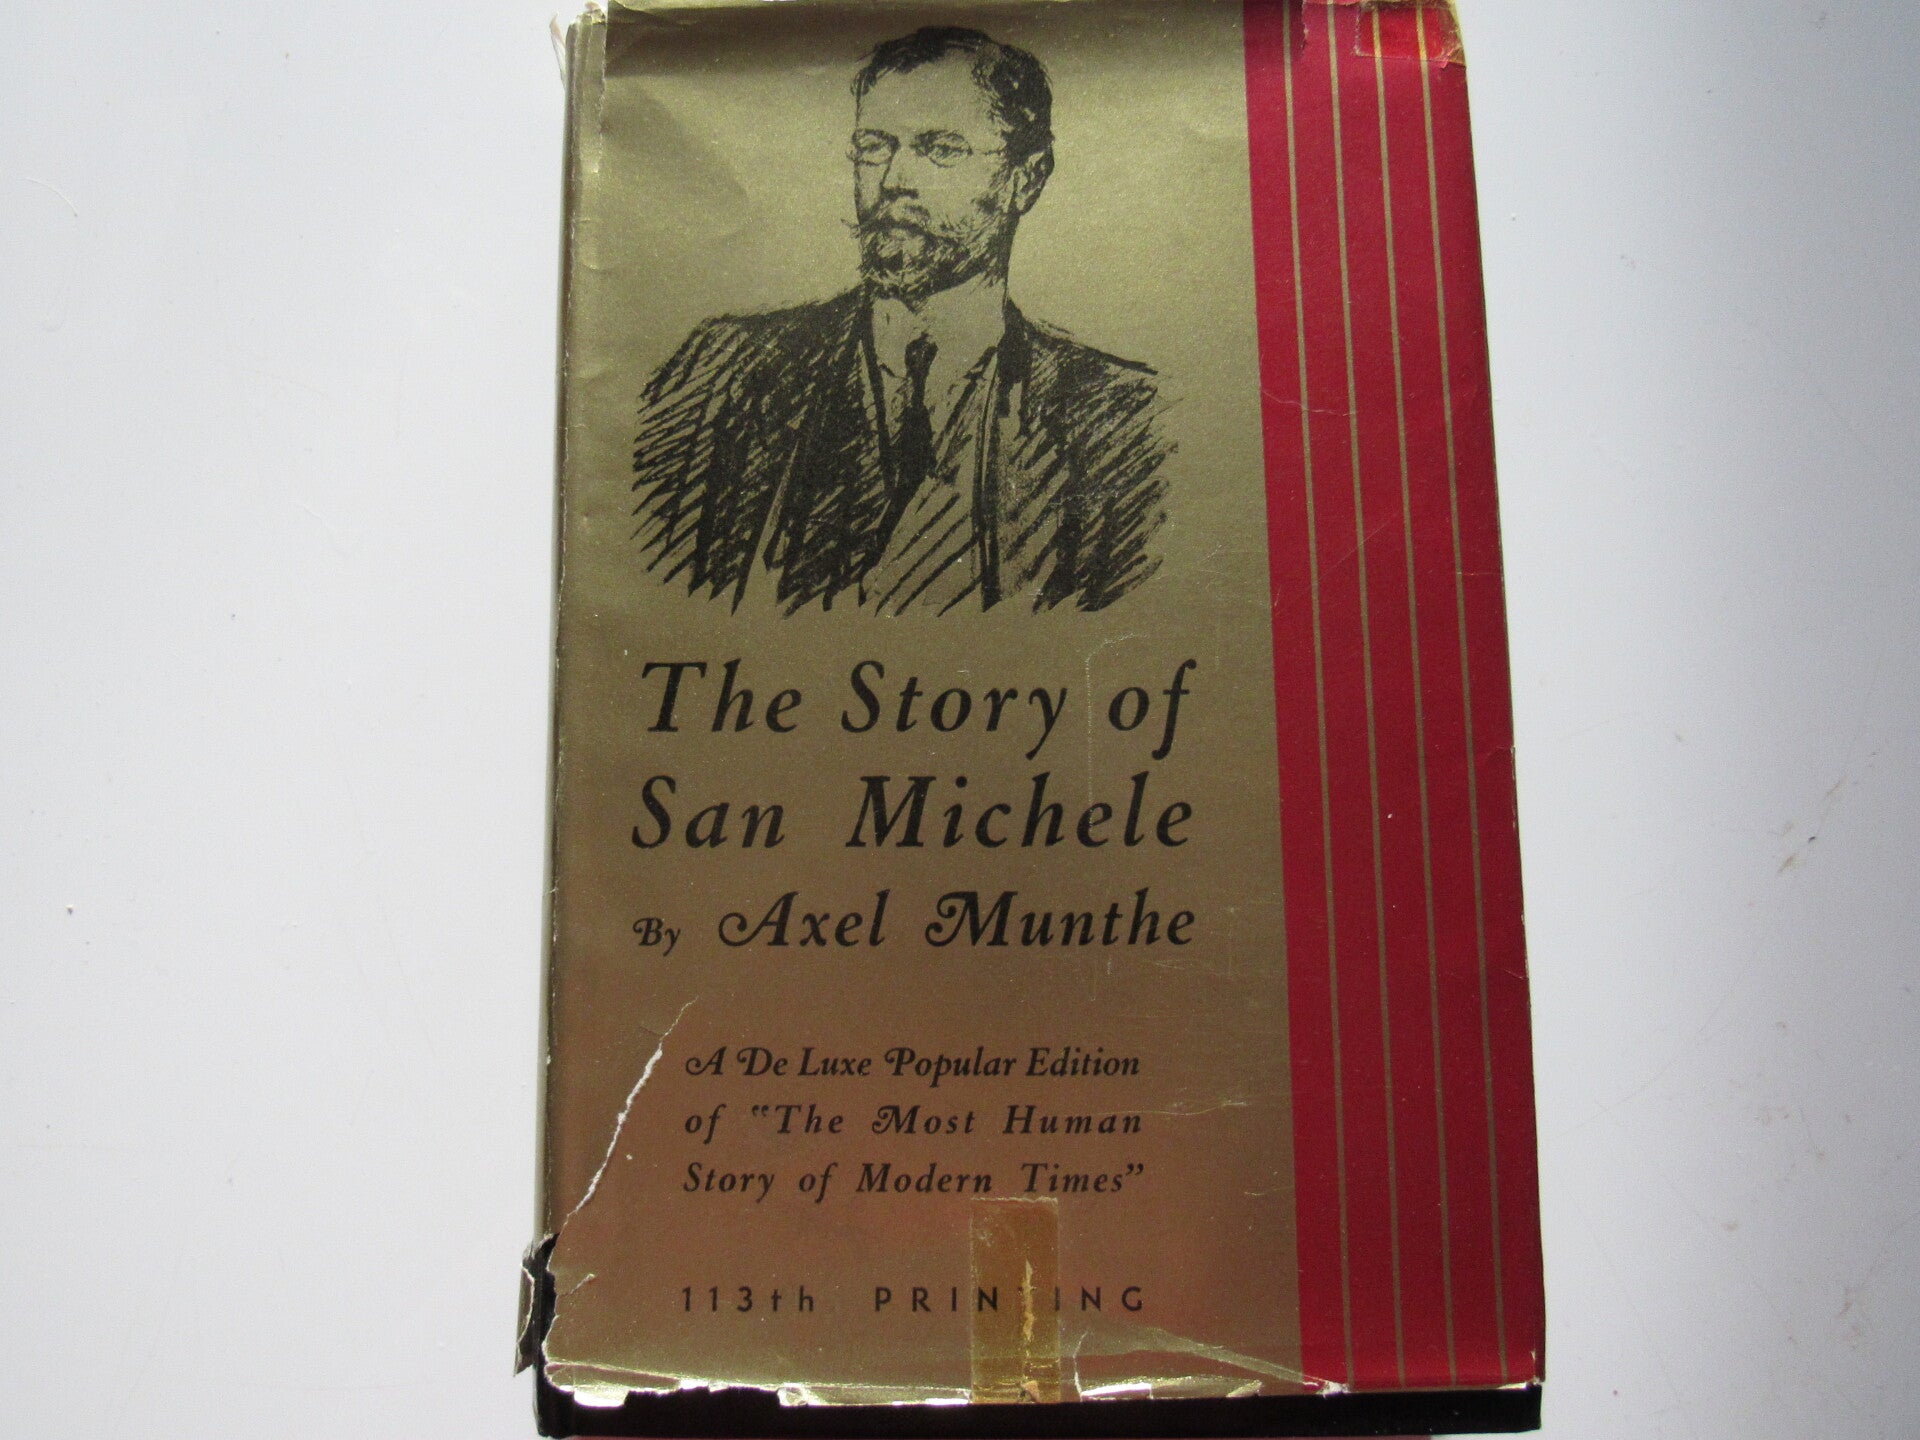 The Story of
San Michele
By Axel Munthe
A De Luxe Popular Edition
of "The Most Human
Story of Modern Times"
113th PRINTING